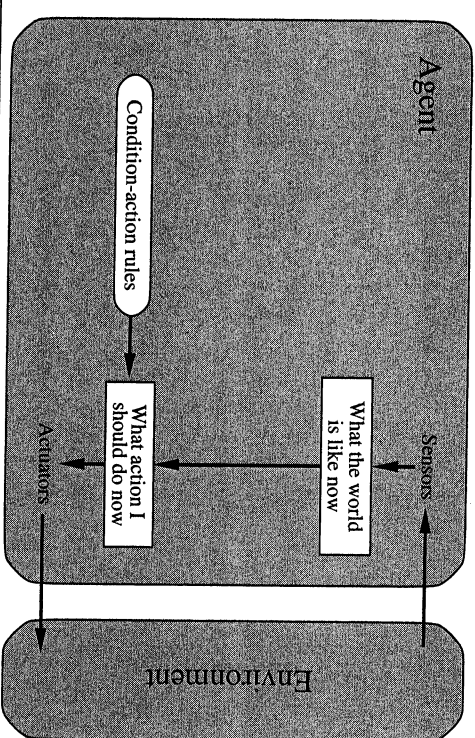 Agent
Sensors
What the world
is like now
Condition-action rules
What action I
should do now
Actuators
Environment